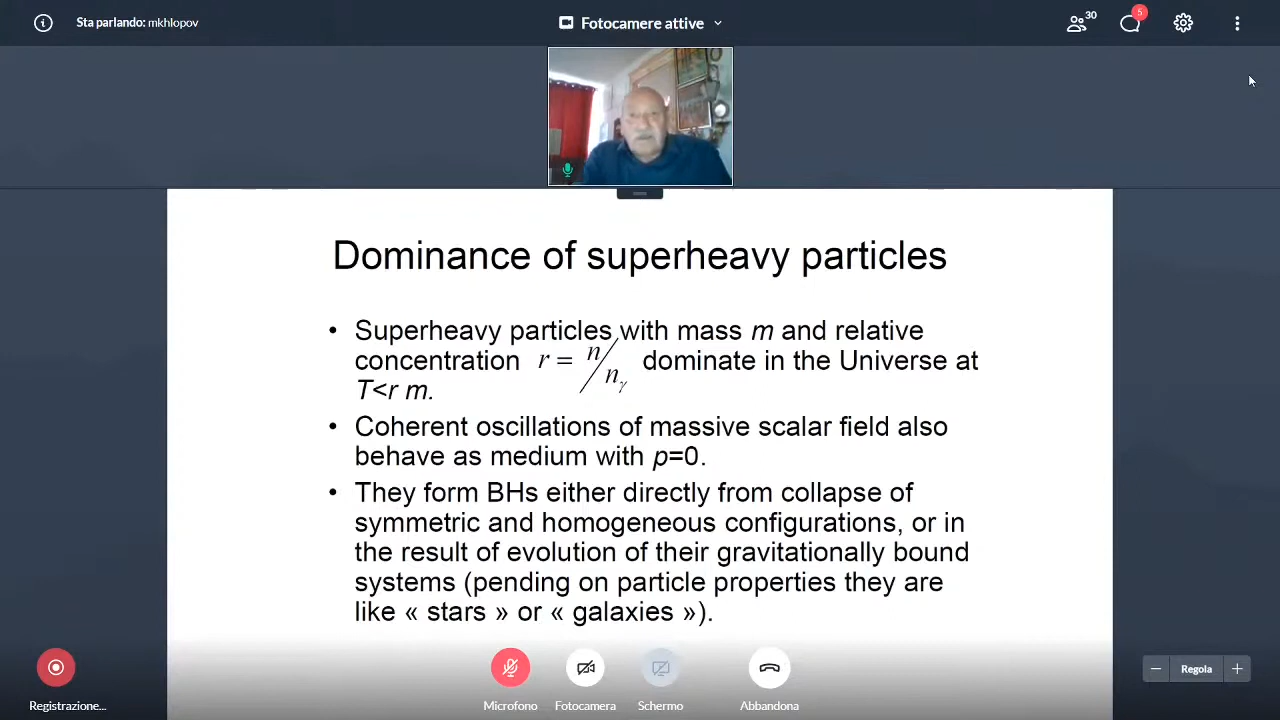 Sta parlando: mkhlopov
Fotocamere attive
30
5
Dominance of superheavy particles
• Superheavy particles with mass m and relative
concentration r = n/nγ dominate in the Universe at
T<r m.
• Coherent oscillations of massive scalar field also
behave as medium with p=0.
• They form BHs either directly from collapse of
symmetric and homogeneous configurations, or in
the result of evolution of their gravitationally bound
systems (pending on particle properties they are
like « stars » or « galaxies »).
Registrazione...
Microfono
Fotocamera
Schermo
Abbandona
Regola